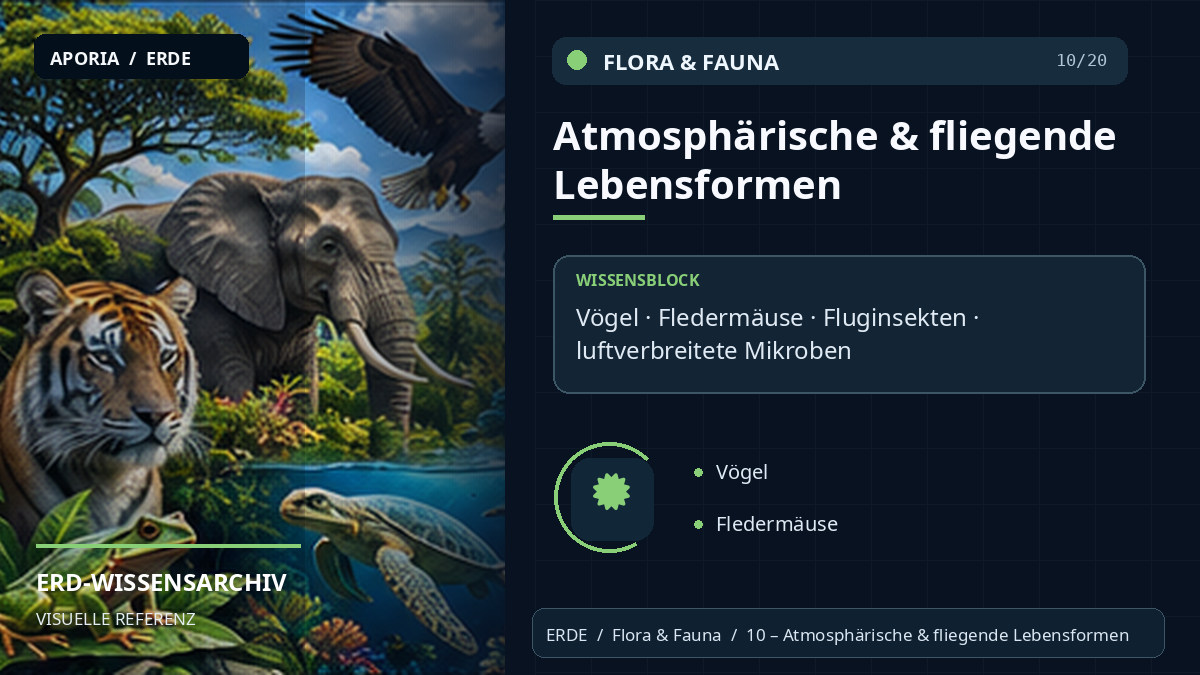 APORIA / ERDE
ERD-WISSENSARCHIV
VISUELLE REFERENZ
FLORA & FAUNA
10/20
Atmosphärische & fliegende
Lebensformen
WISSENSBLOCK
Vögel · Fledermäuse · Fluginsekten ·
luftverbreitete Mikroben
Vögel
Fledermäuse
ERDE / Flora & Fauna / 10 – Atmosphärische & fliegende Lebensformen